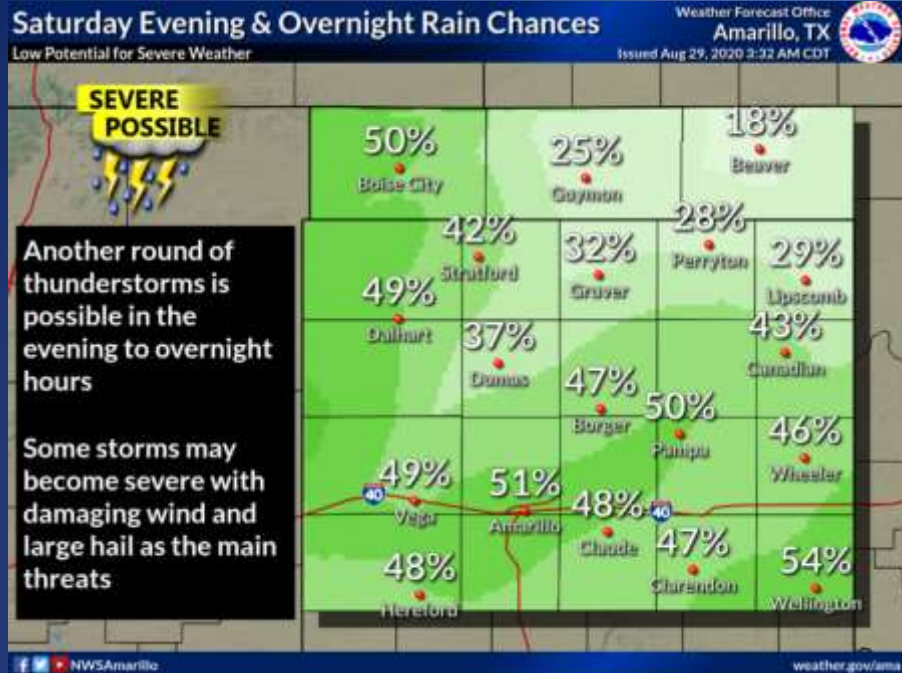 Saturday Evening & Overnight Rain Chances
Low Potential for Severe Weather
Weather Forecast Office
Amarillo, TX
Issued Aug 29, 2020 3:32 AM CDT
SEVERE
POSSIBLE
Another round of
thunderstorms is
possible in the
evening to overnight
hours
Some storms may
become severe with
damaging wind and
large hail as the main
threats
50%
Boise City
25%
Guymon
18%
Beaver
42%
Stratford
32%
Gruver
28%
Perryton
29%
Lipscomb
49%
Dalhart
37%
Dumas
43%
Canadian
47%
Borger
50%
Pampa
46%
Wheeler
40
49%
Vega
51%
Amarillo
48%
Claude
40
47%
Clarendon
48%
Hereford
54%
Wellington
NWSAmarillo
weather.gov/ama